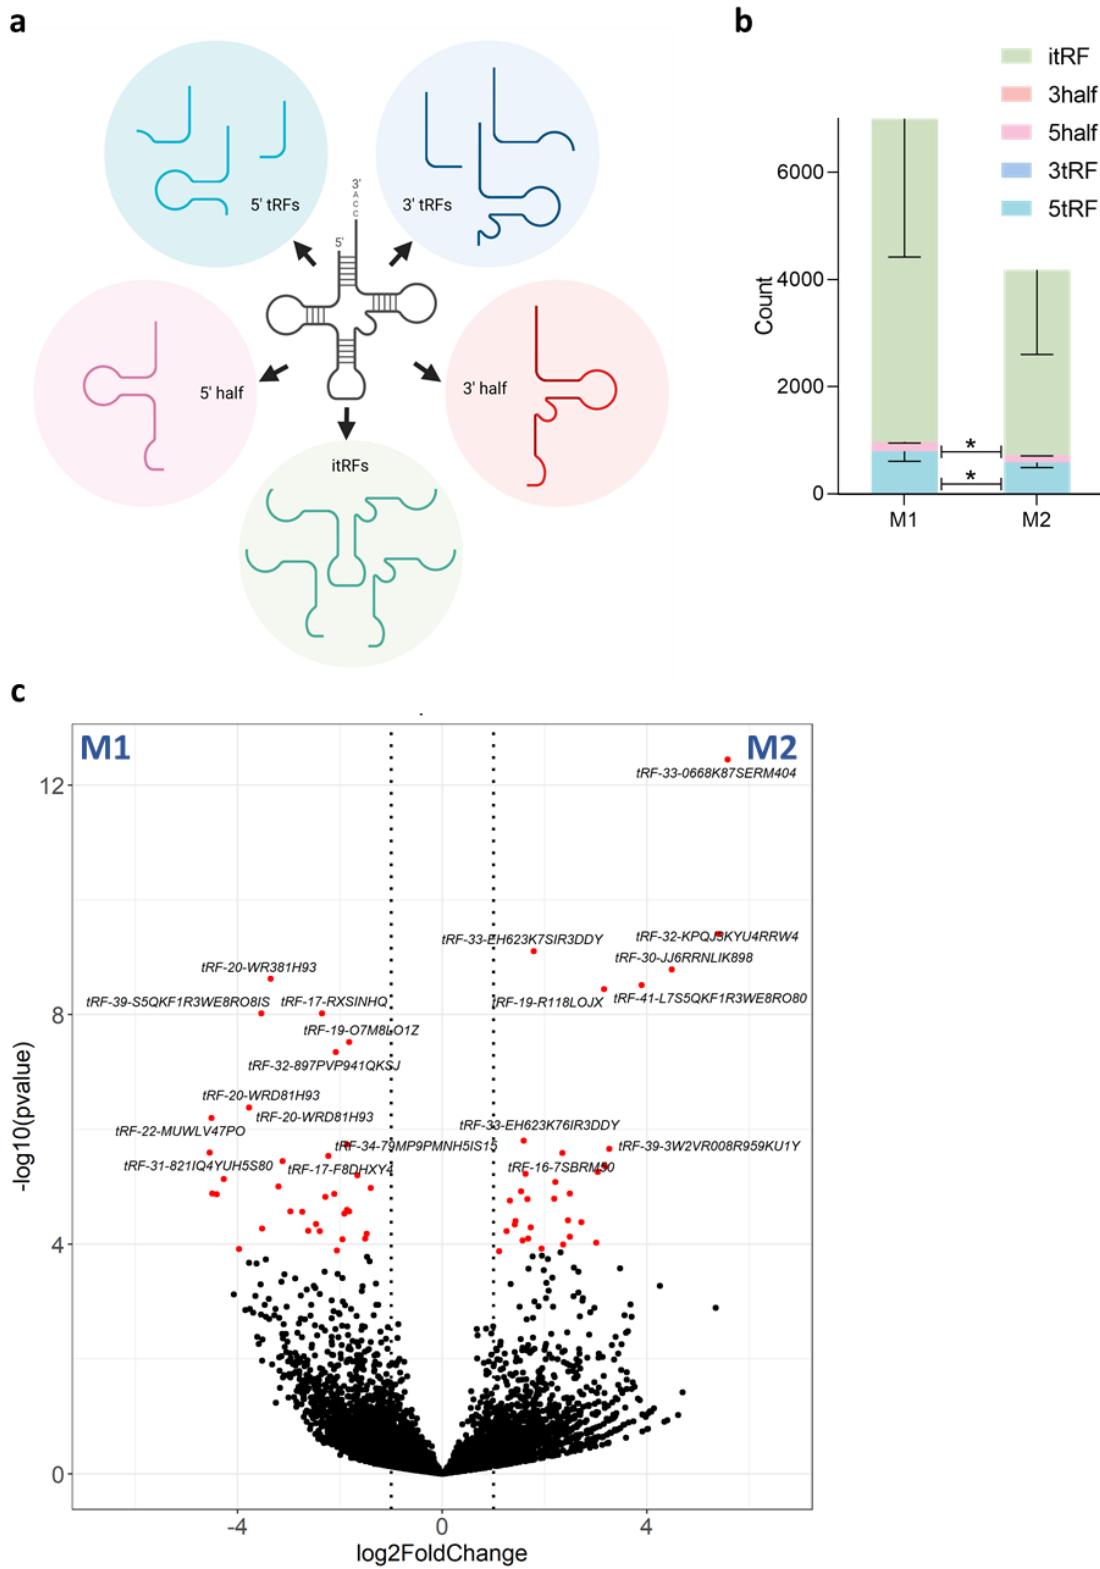 a
5' tRFs
3' tRFs
3'
A
C
C
5'
5' half
3' half
itRFs
b
itRF
3half
5half
3tRF
5tRF
Count
6000
4000
2000
0
*
*
M1
M2
c
M1
M2
-log10(pvalue)
12
8
4
0
tRF-33-0668K87SERM404
tRF-32-KPQJ3KYU4RRW4
tRF-33-EH623K7SIR3DDY
tRF-30-JJ6RRNLIK898
tRF-20-WR381H93
tRF-39-S5QKF1R3WE8RO8IS
tRF-17-RXSINHQ
tRF-19-R118LOJX
tRF-41-L7S5QKF1R3WE8RO80
tRF-19-O7M8LO1Z
tRF-32-897PVP941QKSJ
tRF-20-WRD81H93
tRF-20-WRD81H93
tRF-22-MUWLV47PO
tRF-33-EH623K76IR3DDY
tRF-34-79MP9PMNH5IS15
tRF-39-3W2VR008R959KU1Y
tRF-31-821IQ4YUH5S80
tRF-17-F8DHXY4
tRF-16-7SBRM30
-4
0
4
log2FoldChange